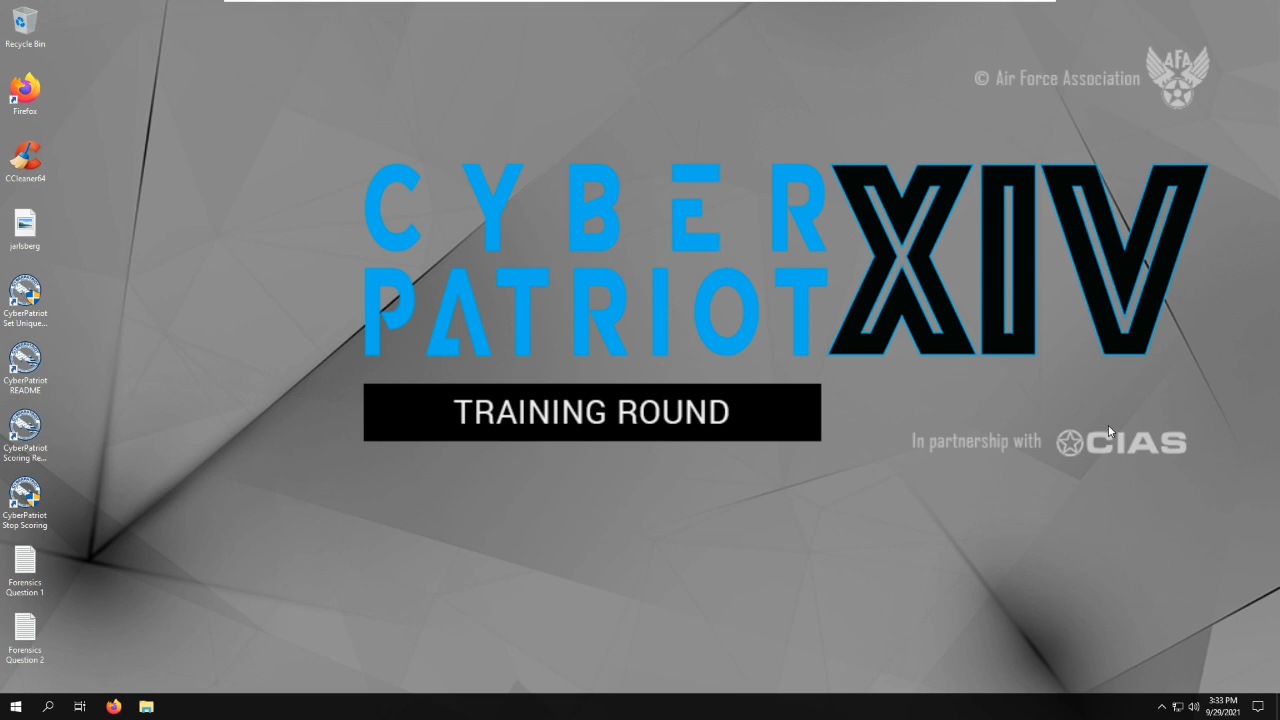 Recycle Bin
Firefox
CCleaner64
jarlsberg
CyberPatriot
Set Unique...
CyberPatriot
README
CyberPatriot
Scoring Re...
CyberPatriot
Stop Scoring
Forensics
Question 1
Forensics
Question 2
© Air Force Association
AFA
CYBER
PATRIOT
XIV
TRAINING ROUND
In partnership with
CIAS
3:33 PM
9/29/2021